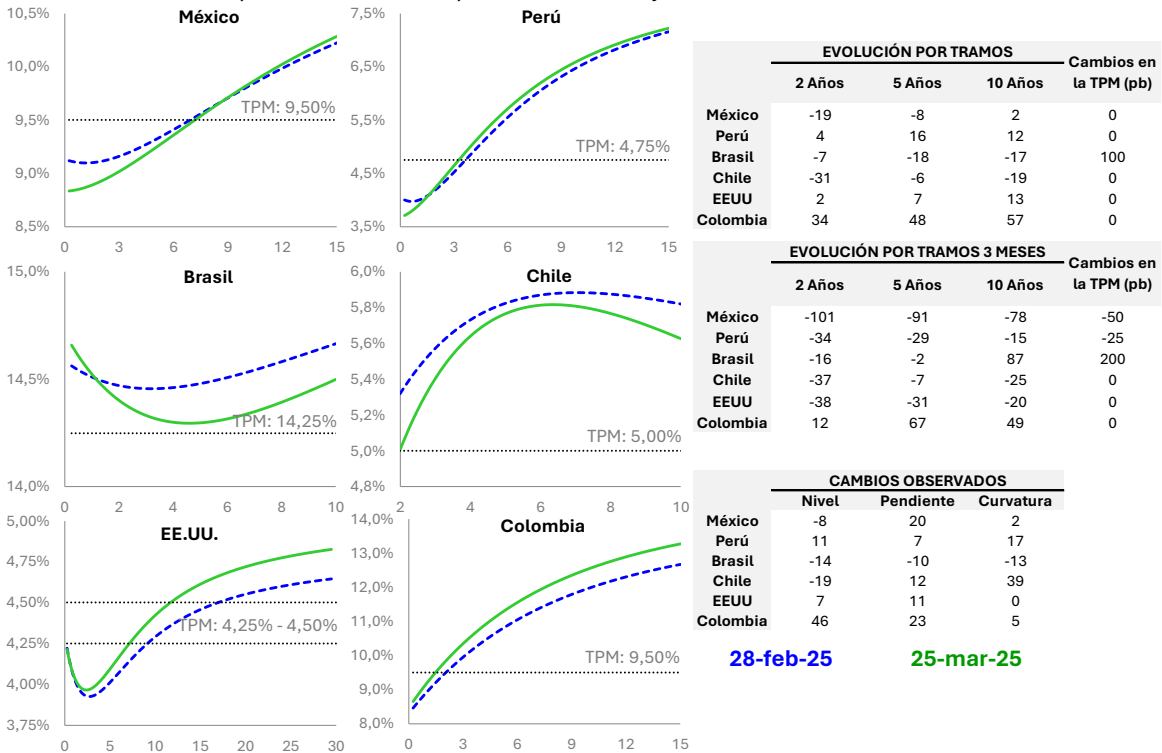 México
10,5%
10,0%
9,5%
9,0%
8,5%
TPM: 9,50%
0 3 6 9 12 15
Perú
7,5%
6,5%
5,5%
4,5%
3,5%
TPM: 4,75%
0 3 6 9 12 15
Brasil
15,0%
14,5%
14,0%
TPM: 14,25%
0 2 4 6 8 10
Chile
6,0%
5,8%
5,6%
5,4%
5,2%
5,0%
4,8%
TPM: 5,00%
2 4 6 8 10
EE.UU.
5,00%
4,75%
4,50%
4,25%
4,00%
3,75%
TPM: 4,25% - 4,50%
0 5 10 15 20 25 30
Colombia
14,0%
13,0%
12,0%
11,0%
10,0%
9,0%
8,0%
TPM: 9,50%
0 3 6 9 12 15
EVOLUCIÓN POR TRAMOS
Cambios en
la TPM (pb)
2 Años 5 Años 10 Años
México -19 -8 2 0
Perú 4 16 12 0
Brasil -7 -18 -17 100
Chile -31 -6 -19 0
EEUU 2 7 13 0
Colombia 34 48 57 0
EVOLUCIÓN POR TRAMOS 3 MESES
Cambios en
la TPM (pb)
2 Años 5 Años 10 Años
México -101 -91 -78 -50
Perú -34 -29 -15 -25
Brasil -16 -2 87 200
Chile -37 -7 -25 0
EEUU -38 -31 -20 0
Colombia 12 67 49 0
CAMBIOS OBSERVADOS
Nivel Pendiente Curvatura
México -8 20 2
Perú 11 7 17
Brasil -14 -10 -13
Chile -19 12 39
EEUU 7 11 0
Colombia 46 23 5
28-feb-25 25-mar-25